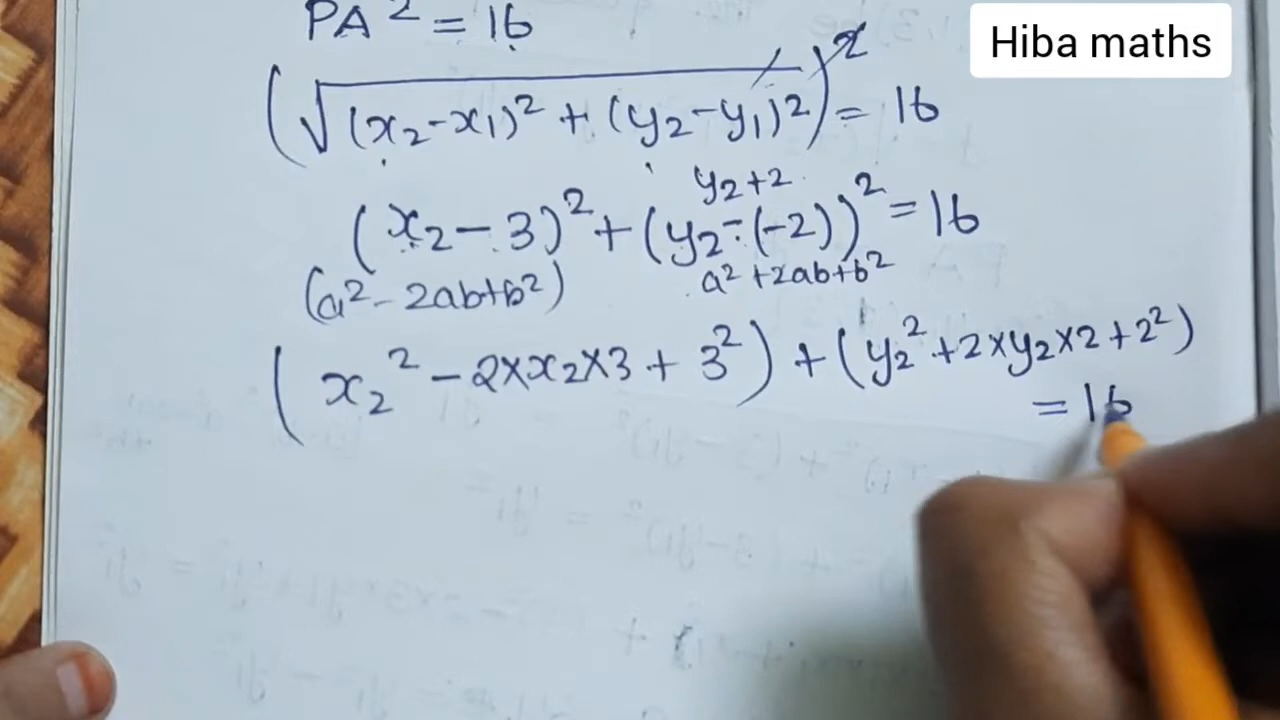 PA² = 16
Hiba maths
(√(x₂-x₁)² + (y₂-y₁)²)² = 16
y₂+2
(x₂-3)² + (y₂-(-2))² = 16
(a²-2ab+b²) a²+2ab+b²
(x₂²-2×x₂×3+3²) + (y₂²+2×y₂×2+2²)
= 16